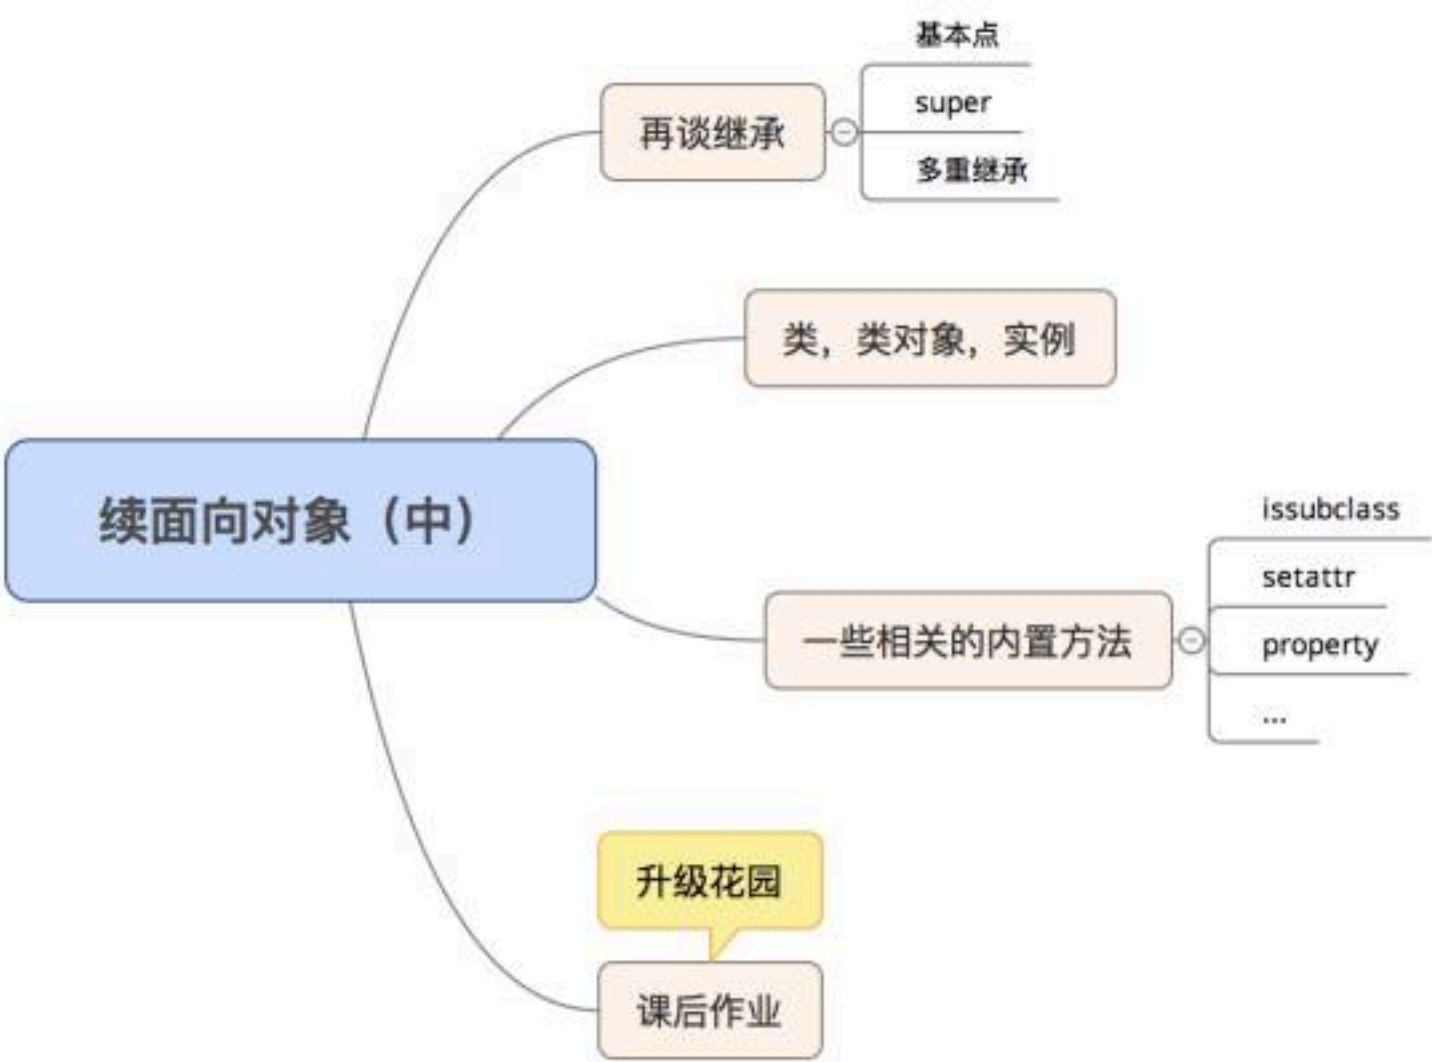 基本点
再谈继承
super
多重继承
类，类对象，实例
续面向对象（中）
一些相关的内置方法
issubclass
setattr
property
...
升级花园
课后作业